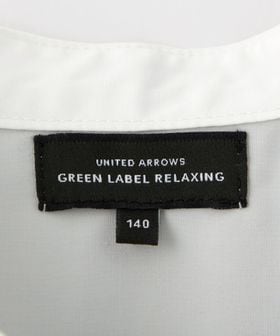 UNITED ARROWS
GREEN LABEL RELAXING
140